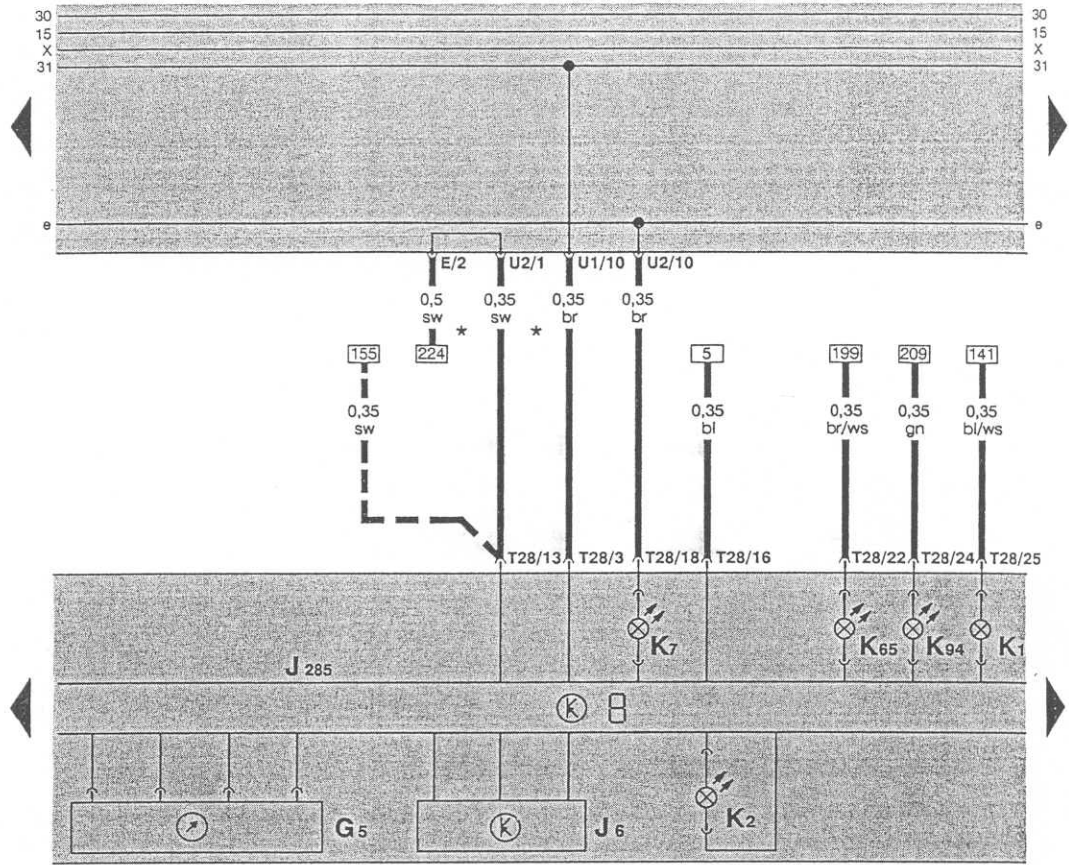 30 30
15 15
X X
31 31
e e
E/2 U2/1 U1/10 U2/10
0,5 0,35 0,35 0,35
sw sw br br
* *
155 224 5 199 209 141
0,35 0,35 0,35 0,35 0,35
sw bl br/ws gn bl/ws
T28/13 T28/3 T28/18 T28/16 T28/22 T28/24 T28/25
K7 K65 K94 K1
J 285
G5 J6 K2